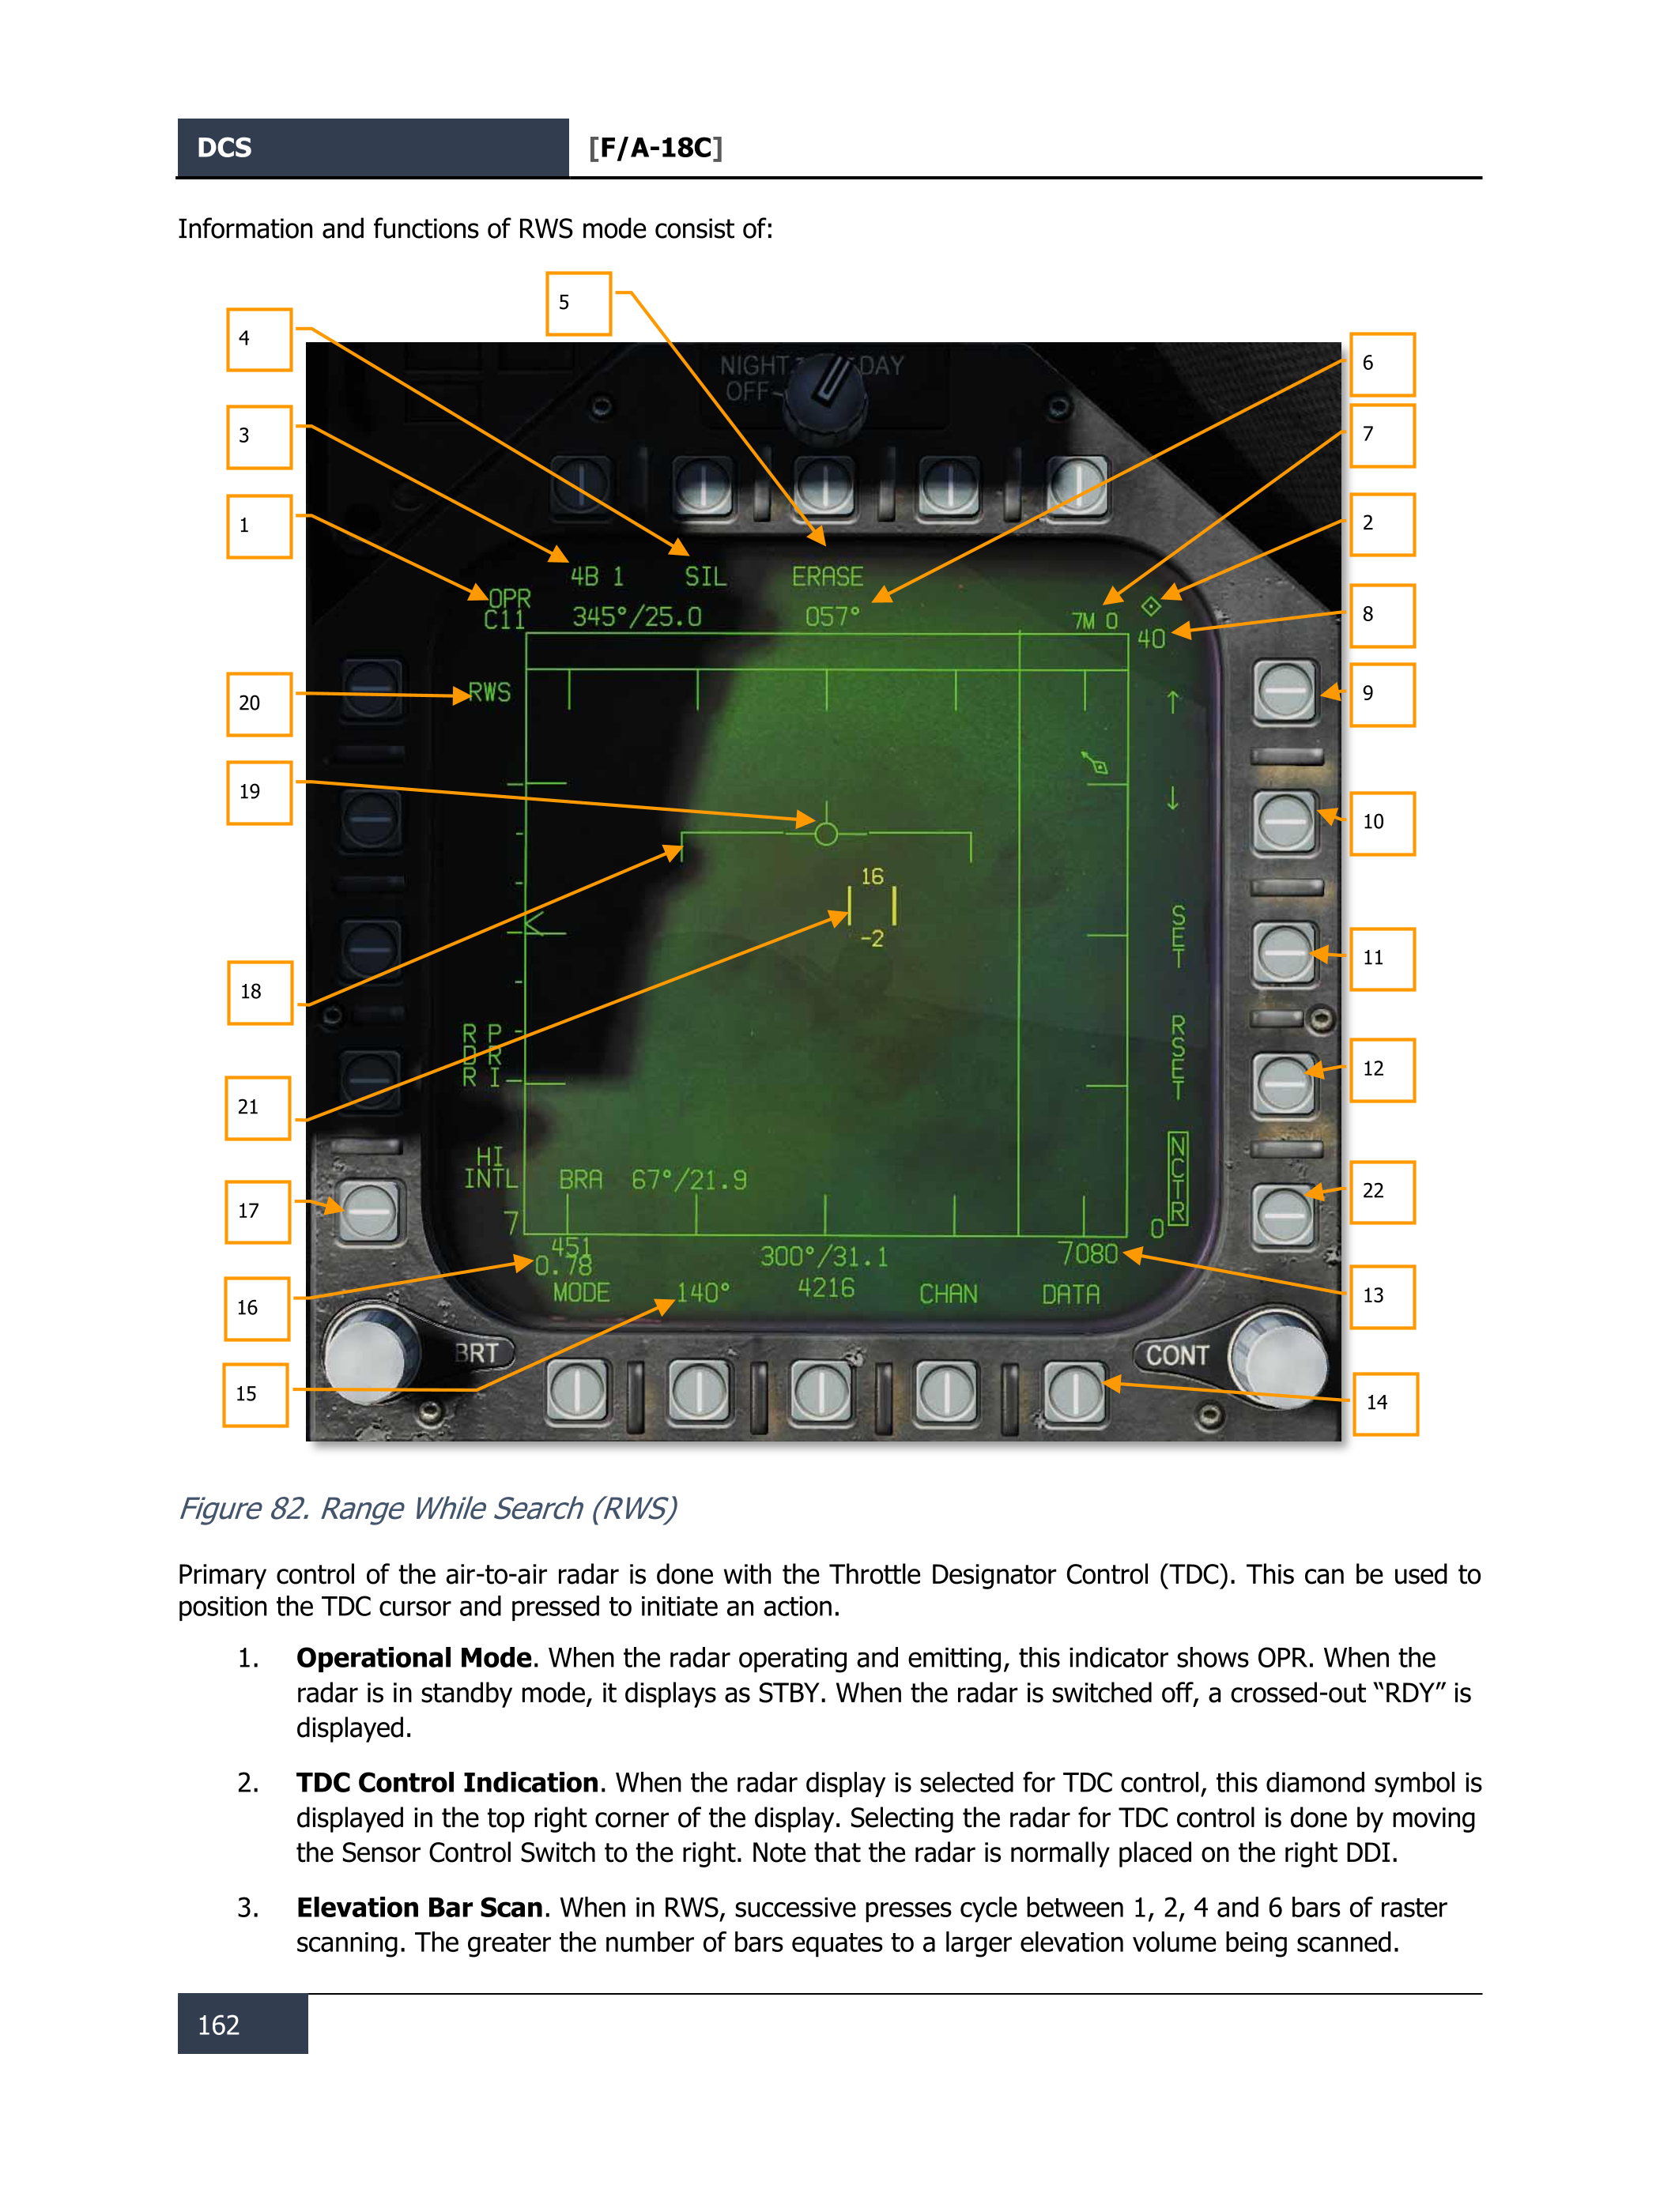 DCS [F/A-18C]
Information and functions of RWS mode consist of:
5
4
6
3
7
1
2
8
20
9
19
10
11
18
12
21
22
17
16
13
15
14
NIGHT DAY
OFF
4B 1 SIL ERASE
OPR
C11 345°/25.0 057° 7M 0
40
RWS
16
-2
SET
R P
D R
R I
RSET
HI
INTL BRA 67°/21.9
NCTR
7 0
451 300°/31.1 7080
0.78
MODE 140° 4216 CHAN DATA
BRT CONT
Figure 82. Range While Search (RWS)
Primary control of the air-to-air radar is done with the Throttle Designator Control (TDC). This can be used to
position the TDC cursor and pressed to initiate an action.
1. Operational Mode. When the radar operating and emitting, this indicator shows OPR. When the
radar is in standby mode, it displays as STBY. When the radar is switched off, a crossed-out “RDY” is
displayed.
2. TDC Control Indication. When the radar display is selected for TDC control, this diamond symbol is
displayed in the top right corner of the display. Selecting the radar for TDC control is done by moving
the Sensor Control Switch to the right. Note that the radar is normally placed on the right DDI.
3. Elevation Bar Scan. When in RWS, successive presses cycle between 1, 2, 4 and 6 bars of raster
scanning. The greater the number of bars equates to a larger elevation volume being scanned.
162